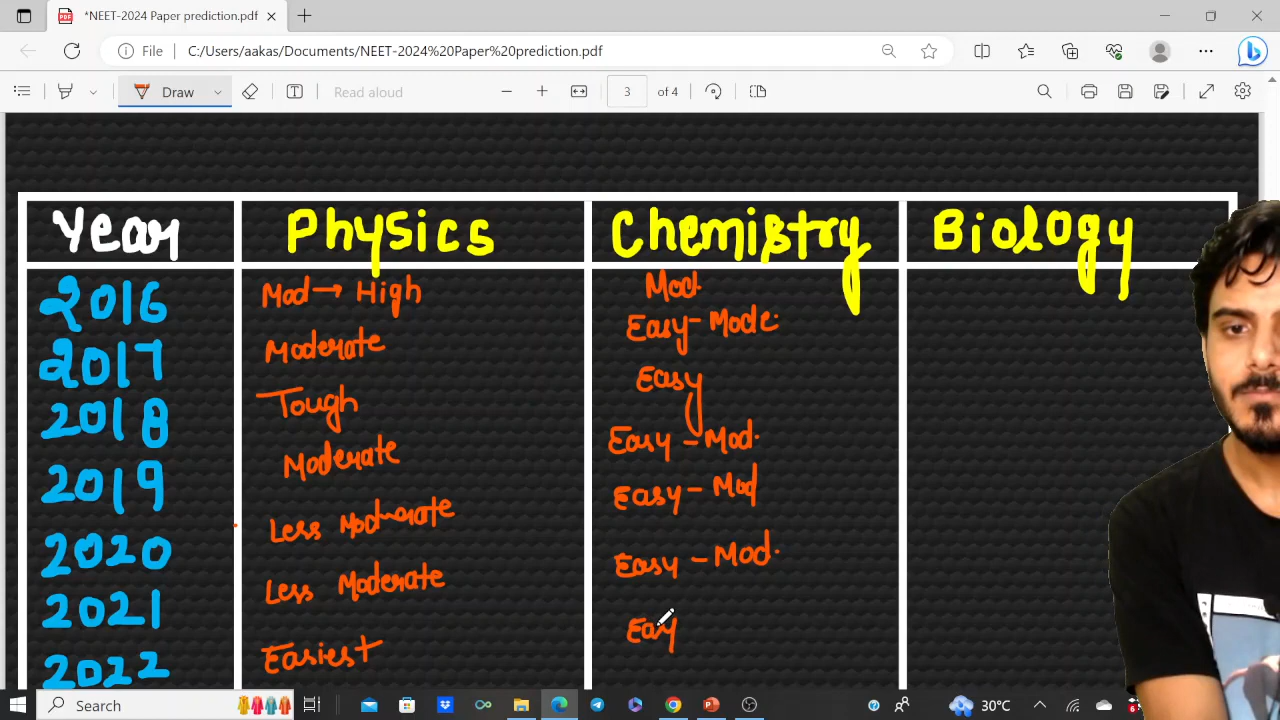 *NEET-2024 Paper prediction.pdf
File C:/Users/aakas/Documents/NEET-2024%20Paper%20prediction.pdf
Draw Read aloud 3 of 4
Year Physics Chemistry Biology
2016 Mod → High Mod.
2017 Moderate Easy - Mode.
2018 Tough Easy
2019 Moderate Easy - Mod.
2020 Less Moderate Easy - Mod
2021 Less Moderate Easy - Mod.
2022 Easiest Eay
Search 30°C 6